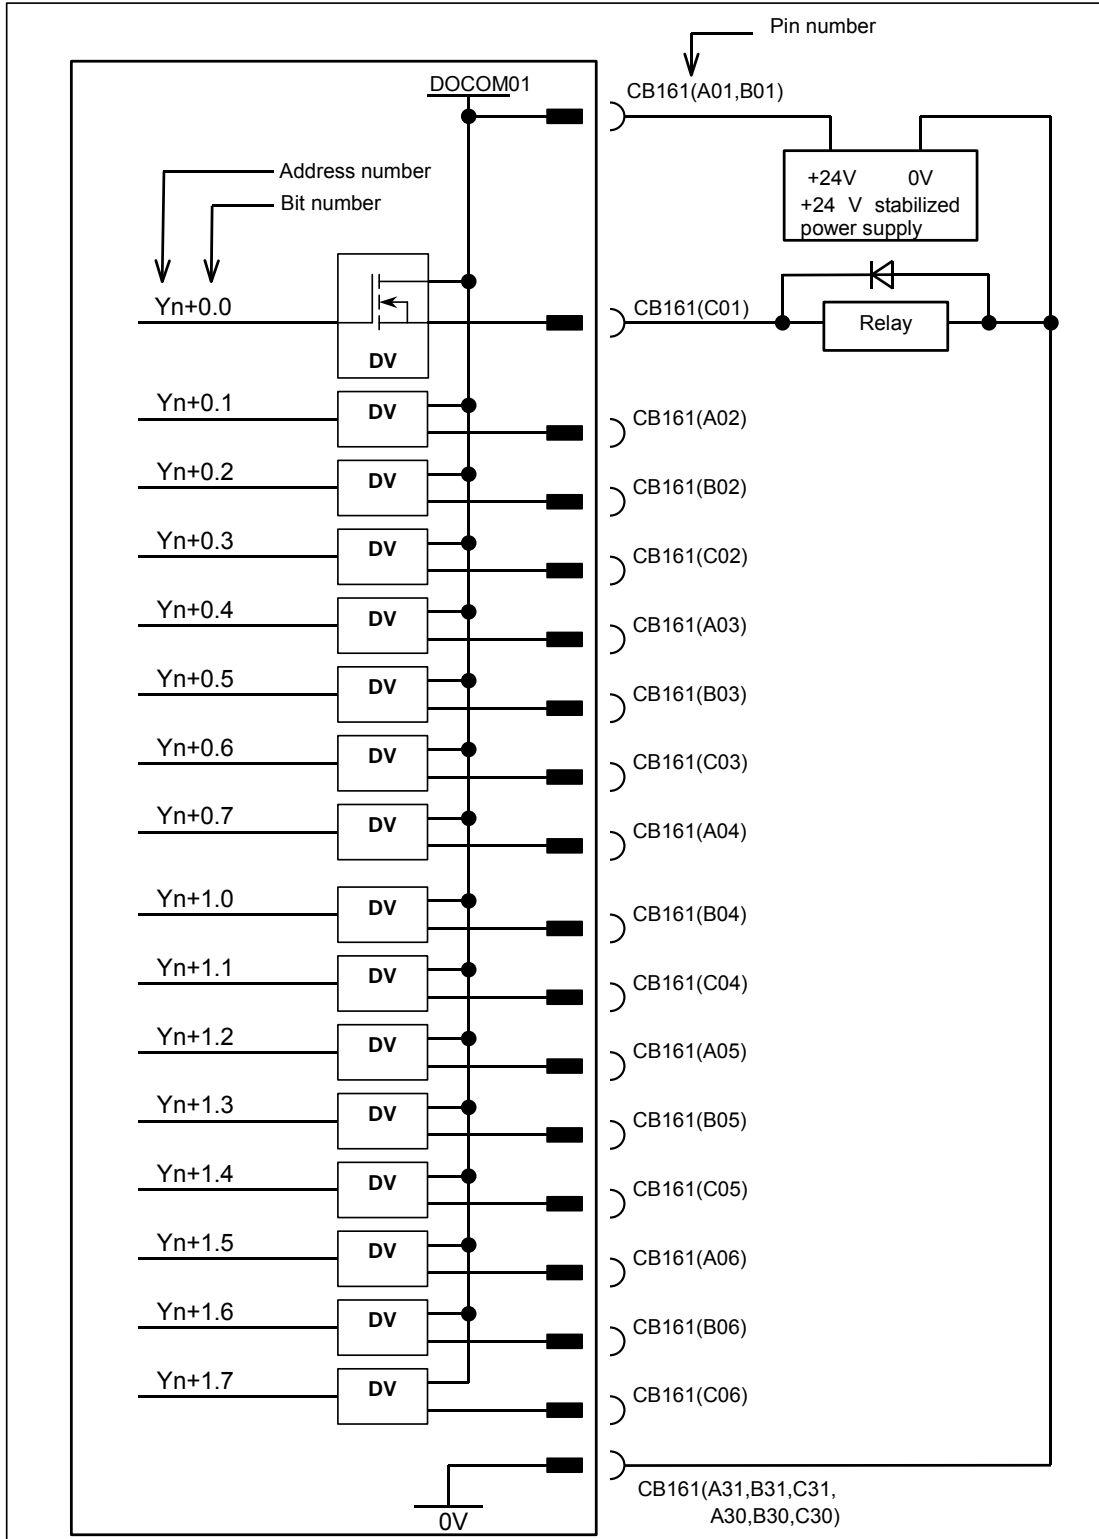 Pin number
DOCOM01
CB161(A01,B01)
Address number
Bit number
+24V 0V
+24 V stabilized
power supply
Yn+0.0
DV
CB161(C01)
Relay
Yn+0.1
DV
CB161(A02)
Yn+0.2
DV
CB161(B02)
Yn+0.3
DV
CB161(C02)
Yn+0.4
DV
CB161(A03)
Yn+0.5
DV
CB161(B03)
Yn+0.6
DV
CB161(C03)
Yn+0.7
DV
CB161(A04)
Yn+1.0
DV
CB161(B04)
Yn+1.1
DV
CB161(C04)
Yn+1.2
DV
CB161(A05)
Yn+1.3
DV
CB161(B05)
Yn+1.4
DV
CB161(C05)
Yn+1.5
DV
CB161(A06)
Yn+1.6
DV
CB161(B06)
Yn+1.7
DV
CB161(C06)
0V
CB161(A31,B31,C31,
A30,B30,C30)